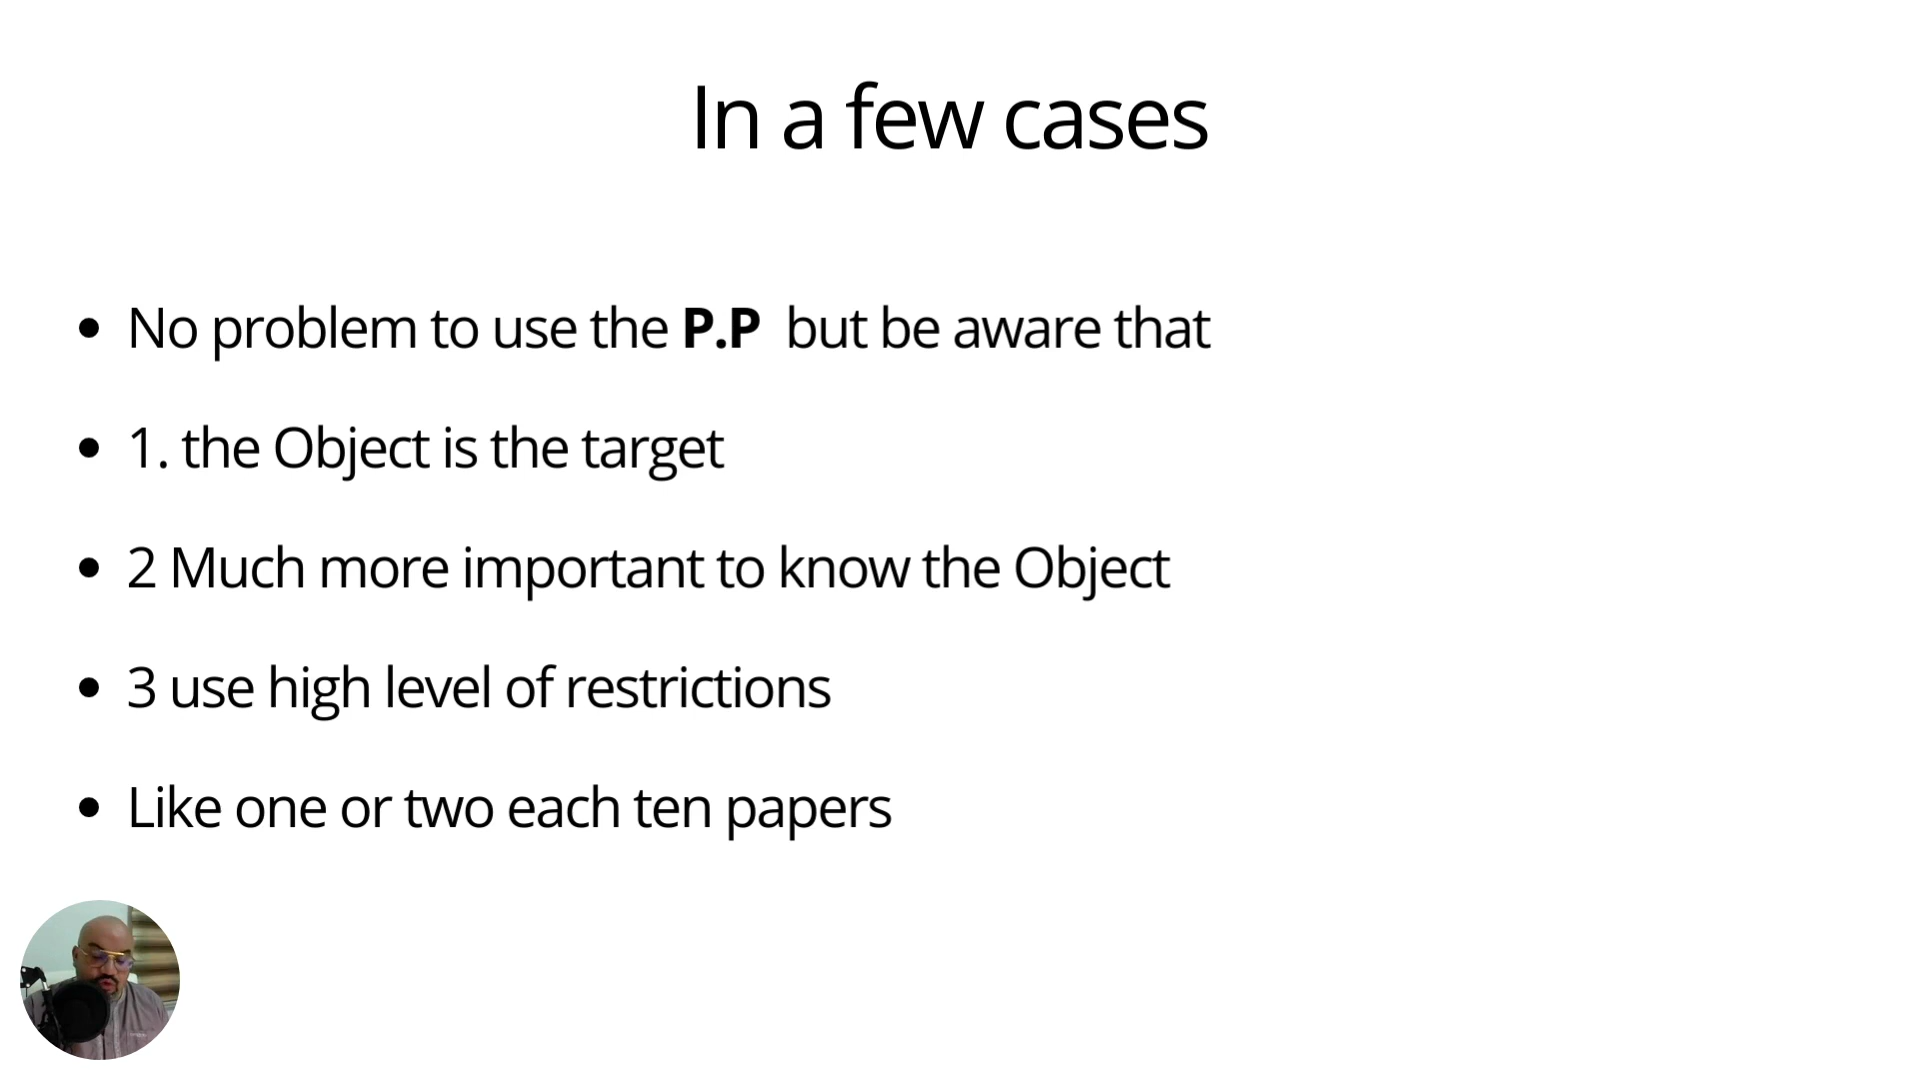 In a few cases
No problem to use the P.P but be aware that
1. the Object is the target
2 Much more important to know the Object
3 use high level of restrictions
Like one or two each ten papers